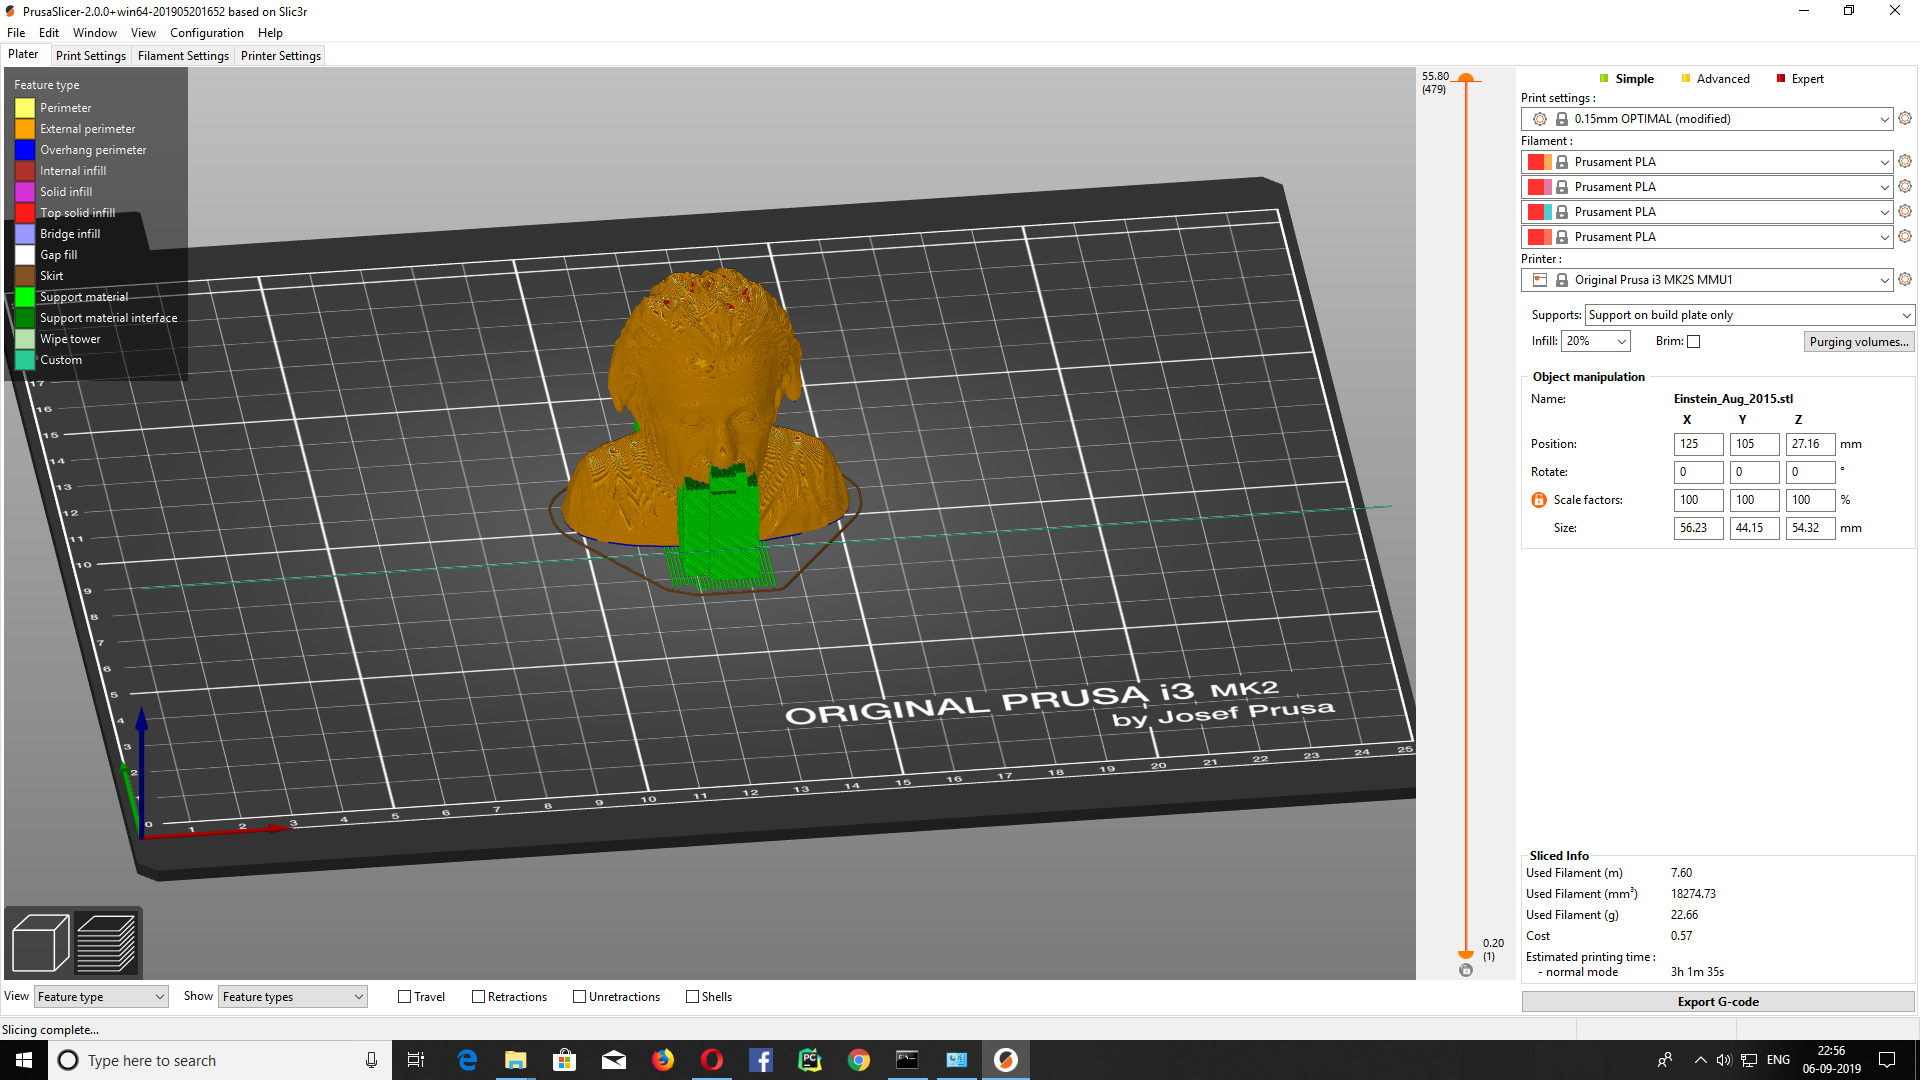 PrusaSlicer-2.0.0+win64-201905201652 based on Slic3r
File Edit Window View Configuration Help
Plater Print Settings Filament Settings Printer Settings
Feature type
Perimeter
External perimeter
Overhang perimeter
Internal infill
Solid infill
Top solid infill
Bridge infill
Gap fill
Skirt
Support material
Support material interface
Wipe tower
Custom
17
16
15
14
13
12
11
10
9
8
7
6
5
4
3
2
1
0 1 2 3 4 5 6 7 8 9 10 11 12 13 14 15 16 17 18 19 20 21 22 23 24 25
ORIGINAL PRUSA i3 MK2
by Josef Prusa
55.80
(479)
0.20
(1)
Simple Advanced Expert
Print settings :
0.15mm OPTIMAL (modified)
Filament :
Prusament PLA
Prusament PLA
Prusament PLA
Prusament PLA
Printer :
Original Prusa i3 MK2S MMU1
Supports: Support on build plate only
Infill: 20% Brim: Purging volumes...
Object manipulation
Name: Einstein_Aug_2015.stl
X Y Z
Position: 125 105 27.16 mm
Rotate: 0 0 0 °
Scale factors: 100 100 100 %
Size: 56.23 44.15 54.32 mm
Sliced Info
Used Filament (m) 7.60
Used Filament (mm³) 18274.73
Used Filament (g) 22.66
Cost 0.57
Estimated printing time :
- normal mode 3h 1m 35s
Export G-code
View Feature type Show Feature types Travel Retractions Unretractions Shells
Slicing complete...
Type here to search
ENG
22:56
06-09-2019